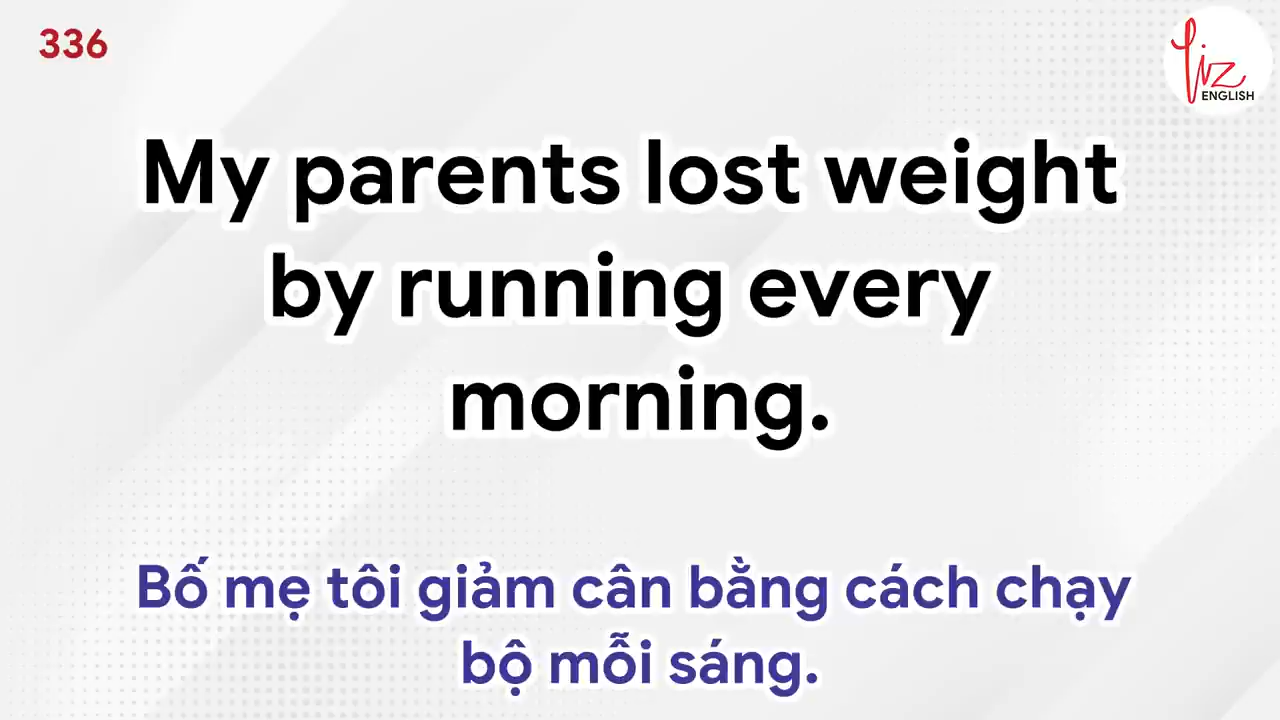 336
liz
ENGLISH
My parents lost weight
by running every
morning.
Bố mẹ tôi giảm cân bằng cách chạy
bộ mỗi sáng.